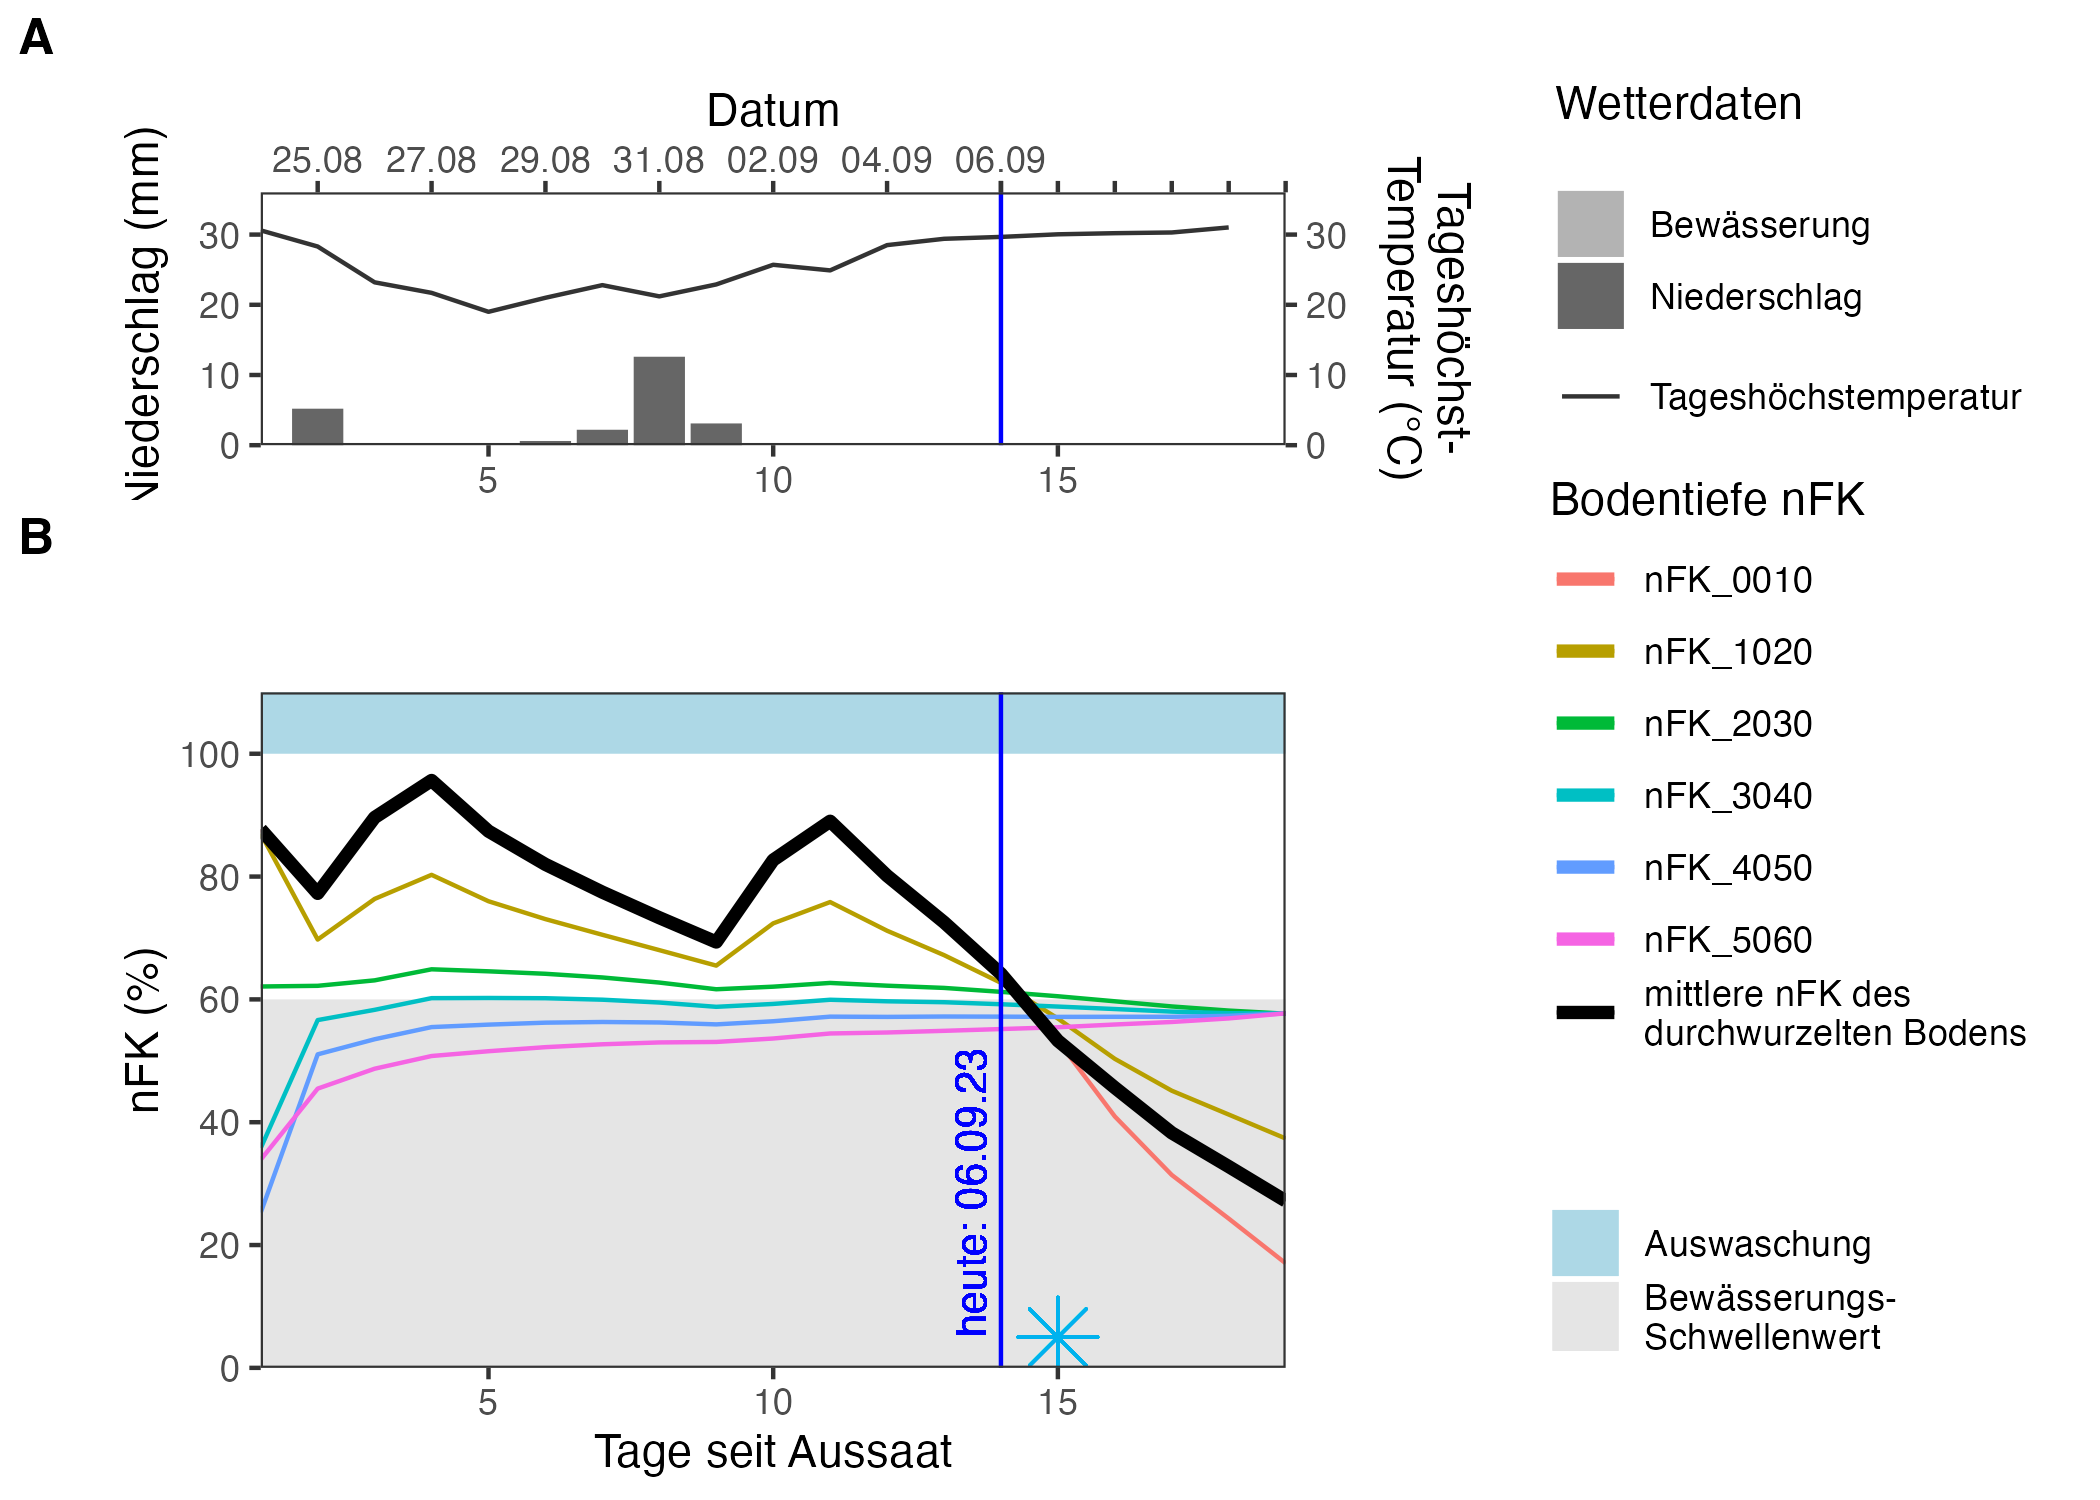 A
Datum
25.08 27.08 29.08 31.08 02.09 04.09 06.09
Niederschlag (mm)
30
20
10
0
30
20
10
0
Tageshöchst-
Temperatur (°C)
5 10 15
Wetterdaten
Bewässerung
Niederschlag
Tageshöchstemperatur
B
nFK (%)
100
80
60
40
20
0
heute: 06.09.23
5 10 15
Tage seit Aussaat
Bodentiefe nFK
nFK_0010
nFK_1020
nFK_2030
nFK_3040
nFK_4050
nFK_5060
mittlere nFK des
durchwurzelten Bodens
Auswaschung
Bewässerungs-
Schwellenwert